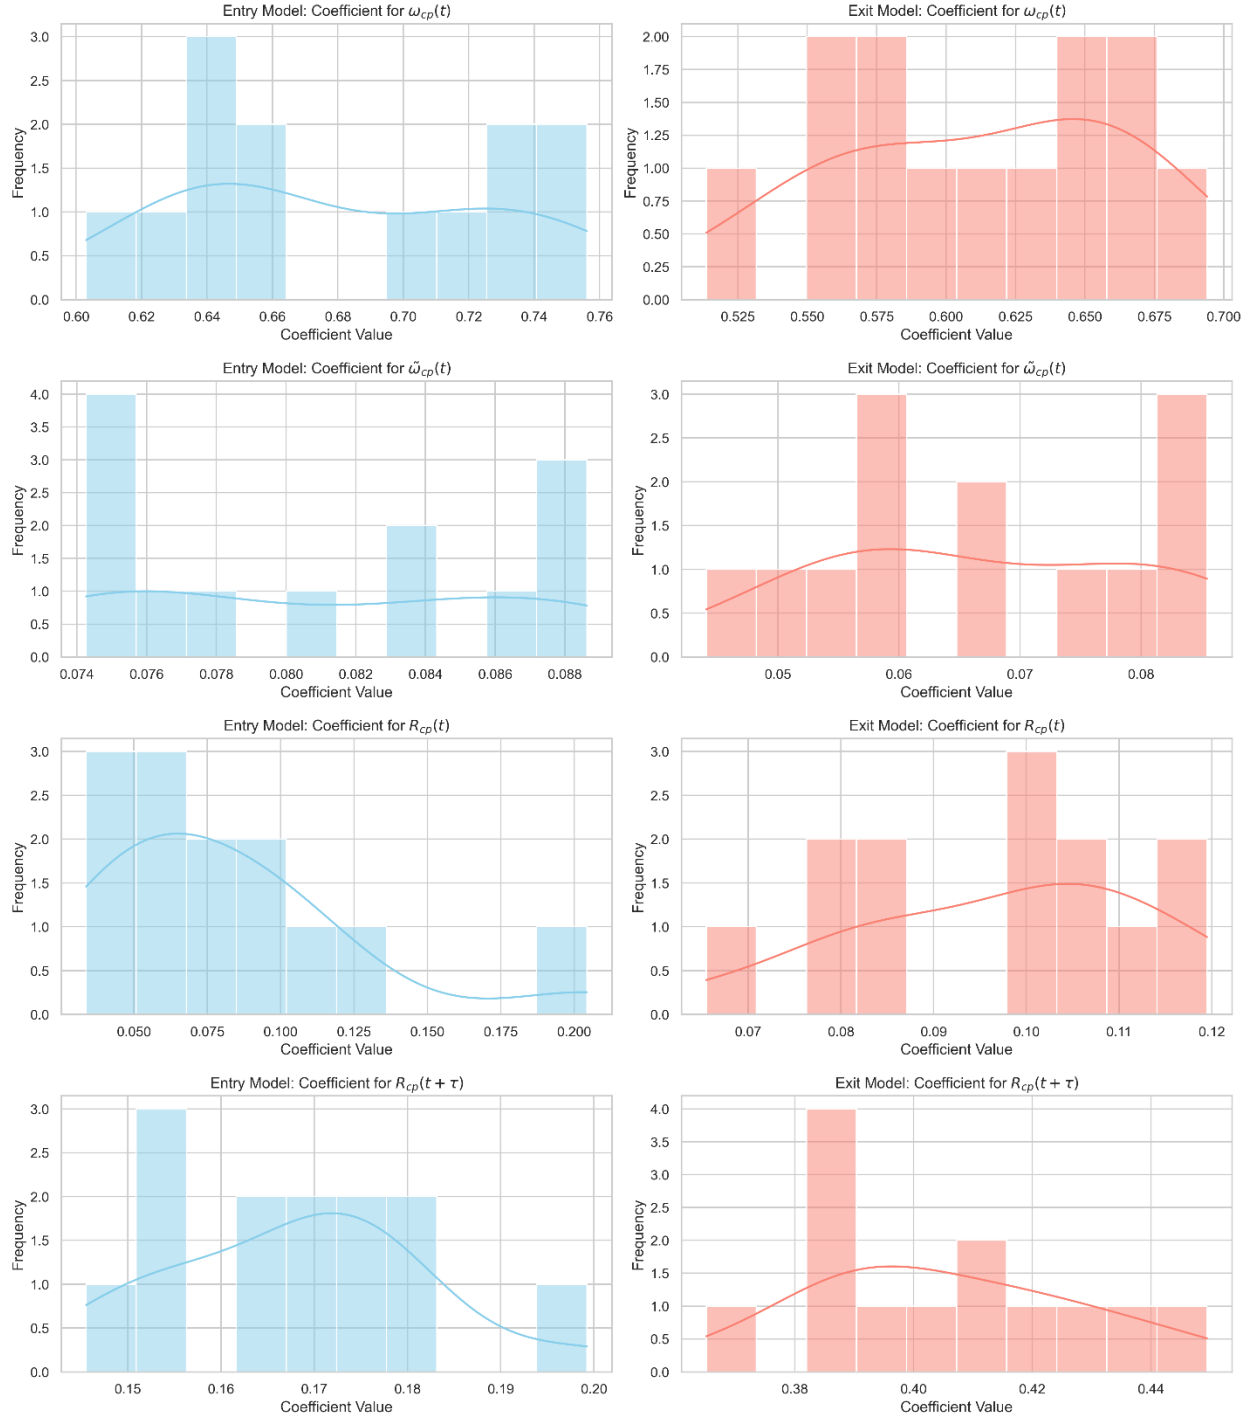 Entry Model: Coefficient for ω_cp(t)
3.0
2.5
2.0
1.5
1.0
0.5
0.0
Frequency
0.60 0.62 0.64 0.66 0.68 0.70 0.72 0.74 0.76
Coefficient Value
Exit Model: Coefficient for ω_cp(t)
2.00
1.75
1.50
1.25
1.00
0.75
0.50
0.25
0.00
Frequency
0.525 0.550 0.575 0.600 0.625 0.650 0.675 0.700
Coefficient Value
Entry Model: Coefficient for ω̃_cp(t)
4.0
3.5
3.0
2.5
2.0
1.5
1.0
0.5
0.0
Frequency
0.074 0.076 0.078 0.080 0.082 0.084 0.086 0.088
Coefficient Value
Exit Model: Coefficient for ω̃_cp(t)
3.0
2.5
2.0
1.5
1.0
0.5
0.0
Frequency
0.05 0.06 0.07 0.08
Coefficient Value
Entry Model: Coefficient for R_cp(t)
3.0
2.5
2.0
1.5
1.0
0.5
0.0
Frequency
0.050 0.075 0.100 0.125 0.150 0.175 0.200
Coefficient Value
Exit Model: Coefficient for R_cp(t)
3.0
2.5
2.0
1.5
1.0
0.5
0.0
Frequency
0.07 0.08 0.09 0.10 0.11 0.12
Coefficient Value
Entry Model: Coefficient for R_cp(t + τ)
3.0
2.5
2.0
1.5
1.0
0.5
0.0
Frequency
0.15 0.16 0.17 0.18 0.19 0.20
Coefficient Value
Exit Model: Coefficient for R_cp(t + τ)
4.0
3.5
3.0
2.5
2.0
1.5
1.0
0.5
0.0
Frequency
0.38 0.40 0.42 0.44
Coefficient Value